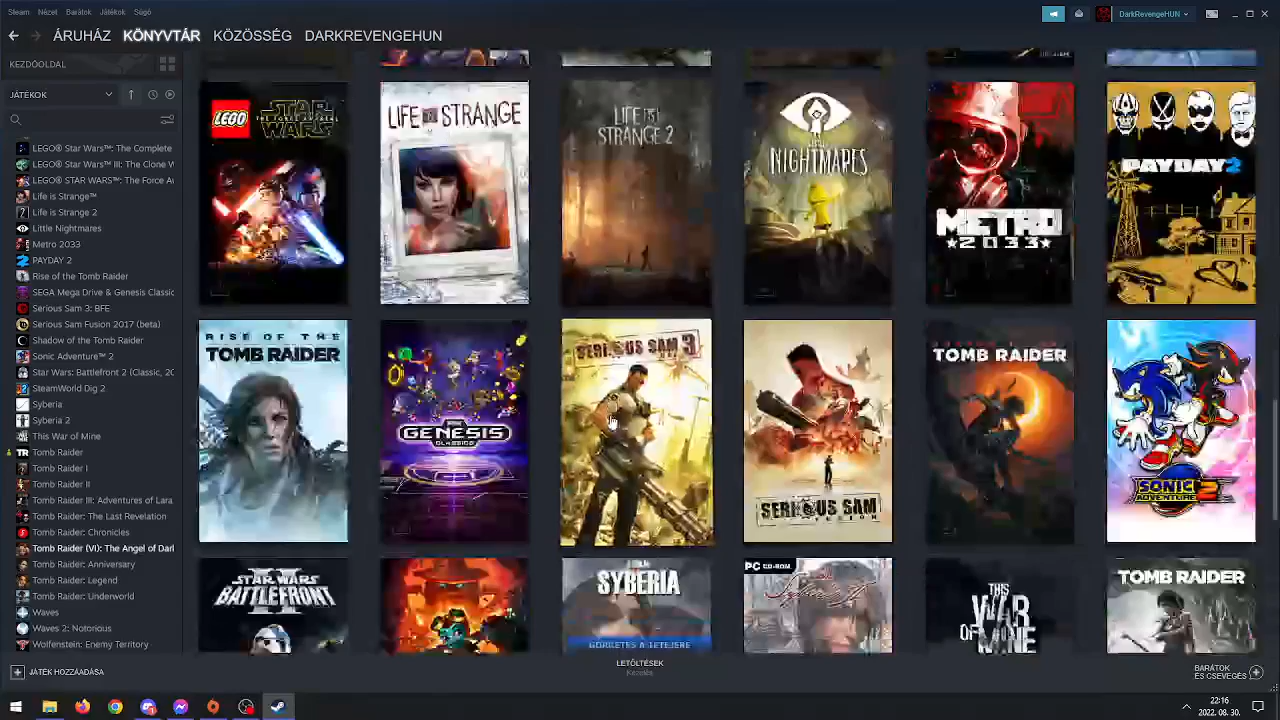 Steam Nézet Barátok Játékok Súgó
DarkRevengeHUN
ÁRUHÁZ KÖNYVTÁR KÖZÖSSÉG DARKREVENGEHUN
KEZDŐOLDAL
JÁTÉKOK
LEGO® Star Wars™: The Complete
LEGO® Star Wars™ III: The Clone W
LEGO® STAR WARS™: The Force Aw
Life is Strange™
Life is Strange 2
Little Nightmares
Metro 2033
PAYDAY 2
Rise of the Tomb Raider
SEGA Mega Drive & Genesis Classic
Serious Sam 3: BFE
Serious Sam Fusion 2017 (beta)
Shadow of the Tomb Raider
Sonic Adventure™ 2
Star Wars: Battlefront 2 (Classic, 20
SteamWorld Dig 2
Syberia
Syberia 2
This War of Mine
Tomb Raider
Tomb Raider I
Tomb Raider II
Tomb Raider III: Adventures of Lara
Tomb Raider: The Last Revelation
Tomb Raider: Chronicles
Tomb Raider (VI): The Angel of Dark
Tomb Raider: Anniversary
Tomb Raider: Legend
Tomb Raider: Underworld
Waves
Waves 2: Notorious
Wolfenstein: Enemy Territory
LEGO STAR WARS
LIFE IS STRANGE
LIFE IS STRANGE 2
NIGHTMARES
METRO
2033
PAYDAY 2
RISE OF THE
TOMB RAIDER
GENESIS
CLASSICS
SERIOUS SAM 3
SERIOUS SAM
FUSION
TOMB RAIDER
SONIC
ADVENTURE 2
STAR WARS
BATTLEFRONT
II
SYBERIA
GÖRGETÉS A TETEJÉRE
PC CD-ROM
Syberia II
THIS
WAR
OF MINE
TOMB RAIDER
JÁTÉK HOZZÁADÁSA
LETÖLTÉSEK
Kezelés
BARÁTOK
ÉS CSEVEGÉS
22:16
2022. 08. 30.